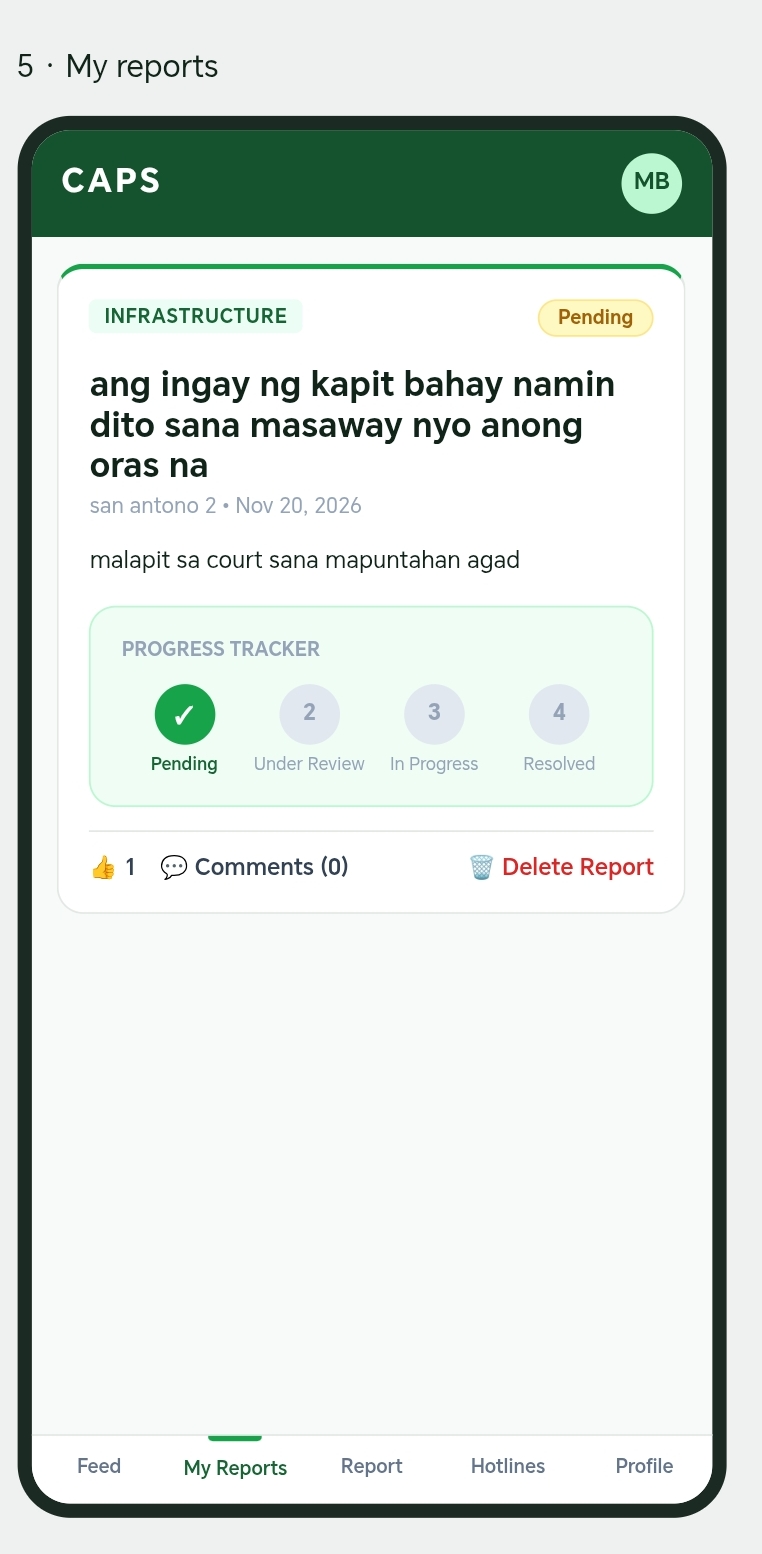 5 · My reports
CAPS
MB
INFRASTRUCTURE
Pending
ang ingay ng kapit bahay namin
dito sana masaway nyo anong
oras na
san antono 2 • Nov 20, 2026
malapit sa court sana mapuntahan agad
PROGRESS TRACKER
✓ 2 3 4
Pending Under Review In Progress Resolved
👍 1 💬 Comments (0) 🗑️ Delete Report
Feed My Reports Report Hotlines Profile